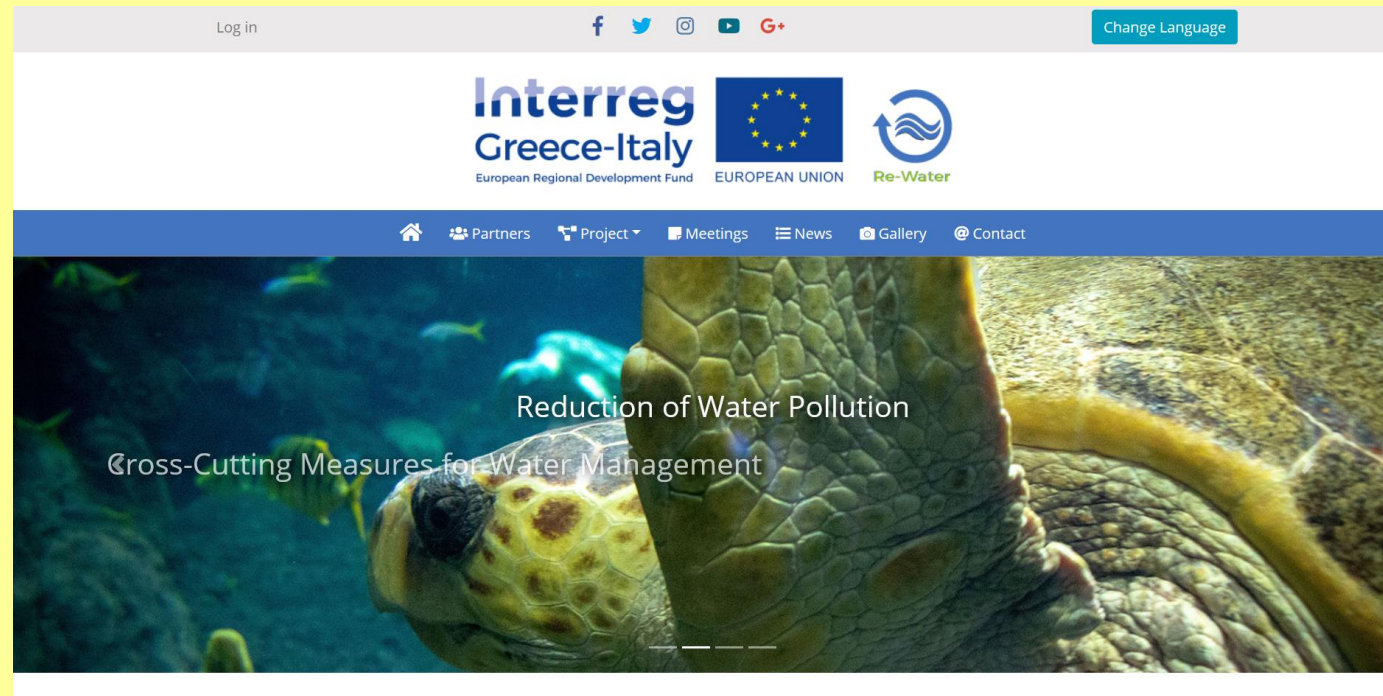 Log in
Change Language
Interreg
Greece-Italy
European Regional Development Fund
EUROPEAN UNION
Re-Water
Partners
Project
Meetings
News
Gallery
@ Contact
Reduction of Water Pollution
Cross-Cutting Measures for Water Management